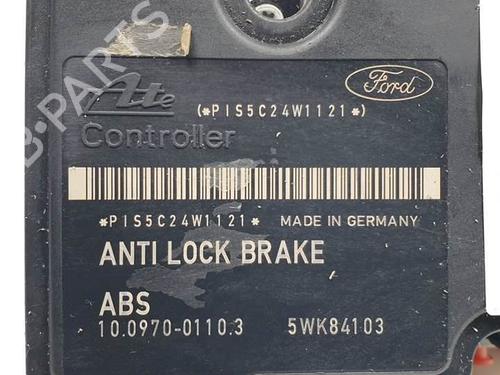 B-PARTS
Ate
(*PIS5C24W1121*)
Ford
Controller
*PIS5C24W1121* MADE IN GERMANY
ANTI LOCK BRAKE
ABS
10.0970-0110.3 5WK84103